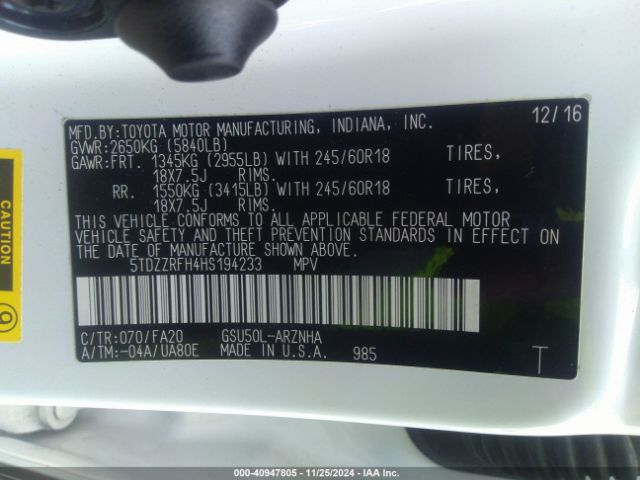 MFD.BY:TOYOTA MOTOR MANUFACTURING, INDIANA, INC. 12/16
GVWR:2650KG (5840LB)
GAWR:FRT. 1345KG (2955LB) WITH 245/60R18 TIRES,
18X7.5J RIMS.
RR. 1550KG (3415LB) WITH 245/60R18 TIRES,
18X7.5J RIMS.
THIS VEHICLE CONFORMS TO ALL APPLICABLE FEDERAL MOTOR
VEHICLE SAFETY AND THEFT PREVENTION STANDARDS IN EFFECT ON
THE DATE OF MANUFACTURE SHOWN ABOVE.
5TDZZRFH4HS194233 MPV
C/TR:070/FA20 GSU50L-ARZNHA
A/TM:-04A/UA80E MADE IN U.S.A. 985 T
CAUTION
000-40947805 - 11/25/2024 - IAA Inc.